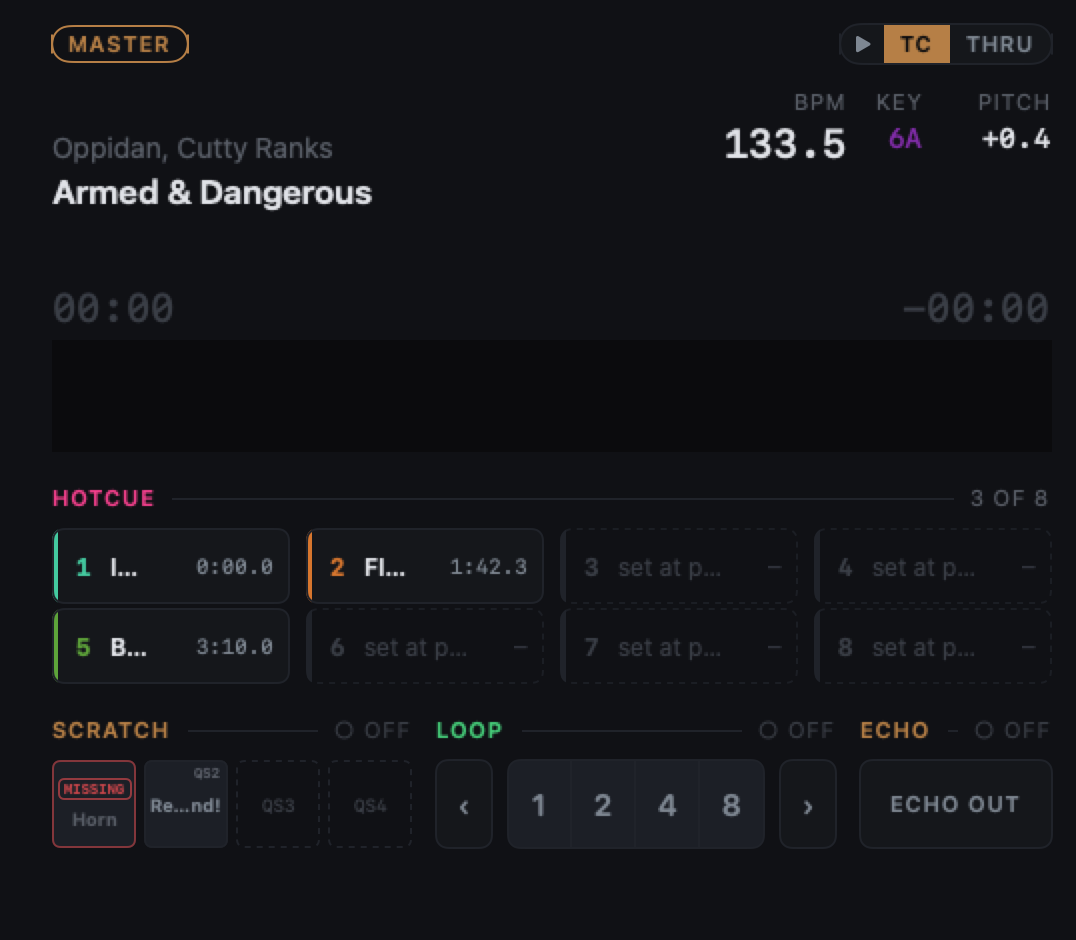 MASTER
TC THRU
BPM KEY PITCH
133.5 6A +0.4
Oppidan, Cutty Ranks
Armed & Dangerous
00:00 −00:00
HOTCUE 3 OF 8
1 I... 0:00.0 2 Fl... 1:42.3 3 set at p... — 4 set at p... —
5 B... 3:10.0 6 set at p... — 7 set at p... — 8 set at p... —
SCRATCH OFF LOOP OFF ECHO OFF
MISSING
Horn
QS2
Re...nd!
QS3
QS4
‹ 1 2 4 8 ›
ECHO OUT